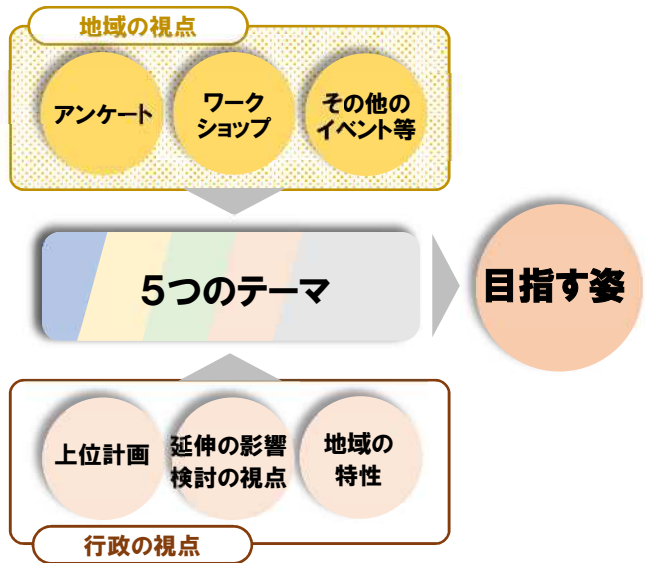 地域の視点
アンケート
ワーク
ショップ
その他の
イベント等
5つのテーマ
目指す姿
上位計画
延伸の影響
検討の視点
地域の
特性
行政の視点